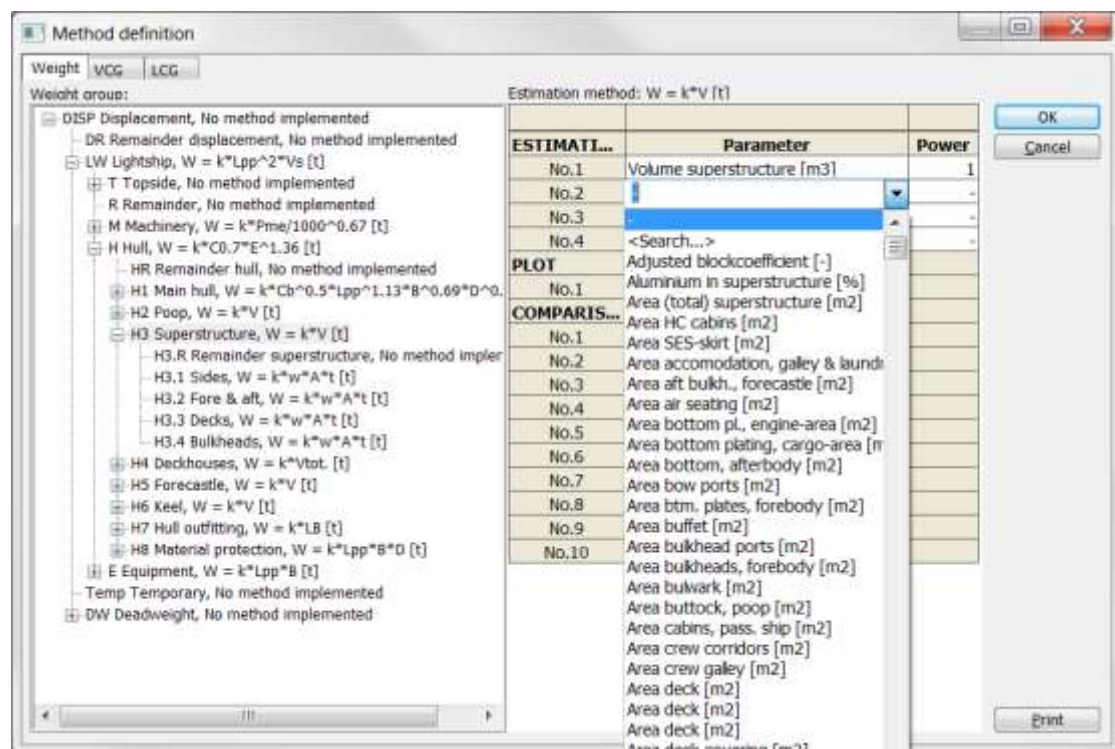 Method definition
Weight VCG LCG
Weight group:
DISP Displacement, No method implemented
DR Remainder displacement, No method implemented
LW Lightship, W = k*Lpp^2*Vs [t]
T Topside, No method implemented
R Remainder, No method implemented
M Machinery, W = k*Pme/1000^0.67 [t]
H Hull, W = k*C0.7*E^1.36 [t]
HR Remainder hull, No method implemented
H1 Main hull, W = k*Cb^0.5*Lpp^1.13*B^0.69*D^0.
H2 Poop, W = k*V [t]
H3 Superstructure, W = k*V [t]
H3.R Remainder superstructure, No method impler
H3.1 Sides, W = k*w*A*t [t]
H3.2 Fore & aft, W = k*w*A*t [t]
H3.3 Decks, W = k*w*A*t [t]
H3.4 Bulkheads, W = k*w*A*t [t]
H4 Deckhouses, W = k*Vtot. [t]
H5 Forecastle, W = k*V [t]
H6 Keel, W = k*V [t]
H7 Hull outfitting, W = k*LB [t]
H8 Material protection, W = k*Lpp*B*D [t]
E Equipment, W = k*Lpp*B [t]
Temp Temporary, No method implemented
DW Deadweight, No method implemented
Estimation method: W = k*V [t]
ESTIMATI... Parameter Power
No.1 Volume superstructure [m3] 1
No.2 - -
No.3 -
No.4 -
PLOT
No.1
COMPARIS...
No.1
No.2
No.3
No.4
No.5
No.6
No.7
No.8
No.9
No.10
-
<Search...>
Adjusted blockcoefficient [-]
Aluminium in superstructure [%]
Area (total) superstructure [m2]
Area HC cabins [m2]
Area SES-skirt [m2]
Area accomodation, galley & laundr
Area aft bulkh., forecastle [m2]
Area air seating [m2]
Area bottom pl., engine-area [m2]
Area bottom plating, cargo-area [m
Area bottom, afterbody [m2]
Area bow ports [m2]
Area btm. plates, forebody [m2]
Area buffet [m2]
Area bulkhead ports [m2]
Area bulkheads, forebody [m2]
Area bulwark [m2]
Area buttock, poop [m2]
Area cabins, pass. ship [m2]
Area crew corridors [m2]
Area crew galley [m2]
Area deck [m2]
Area deck [m2]
Area deck [m2]
Area deck covering [m2]
OK
Cancel
Print